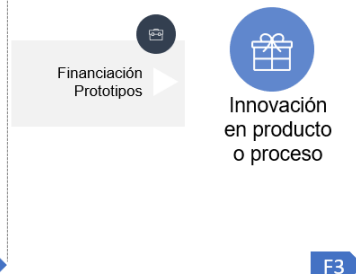 Financiación
Prototipos
Innovación
en producto
o proceso
F3